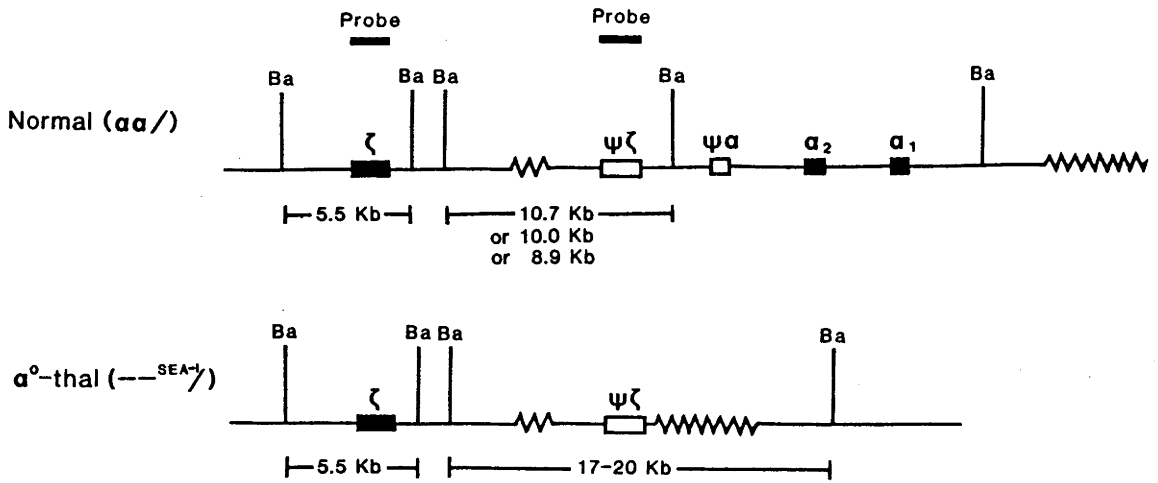 Probe Probe
Ba Ba Ba Ba Ba
Normal (αα/)
ζ ψζ ψα α₂ α₁
5.5 Kb 10.7 Kb
or 10.0 Kb
or 8.9 Kb
Ba Ba Ba Ba
α°-thal (––ˢᴱᴬ⁻ᴵ/)
ζ ψζ
5.5 Kb 17-20 Kb